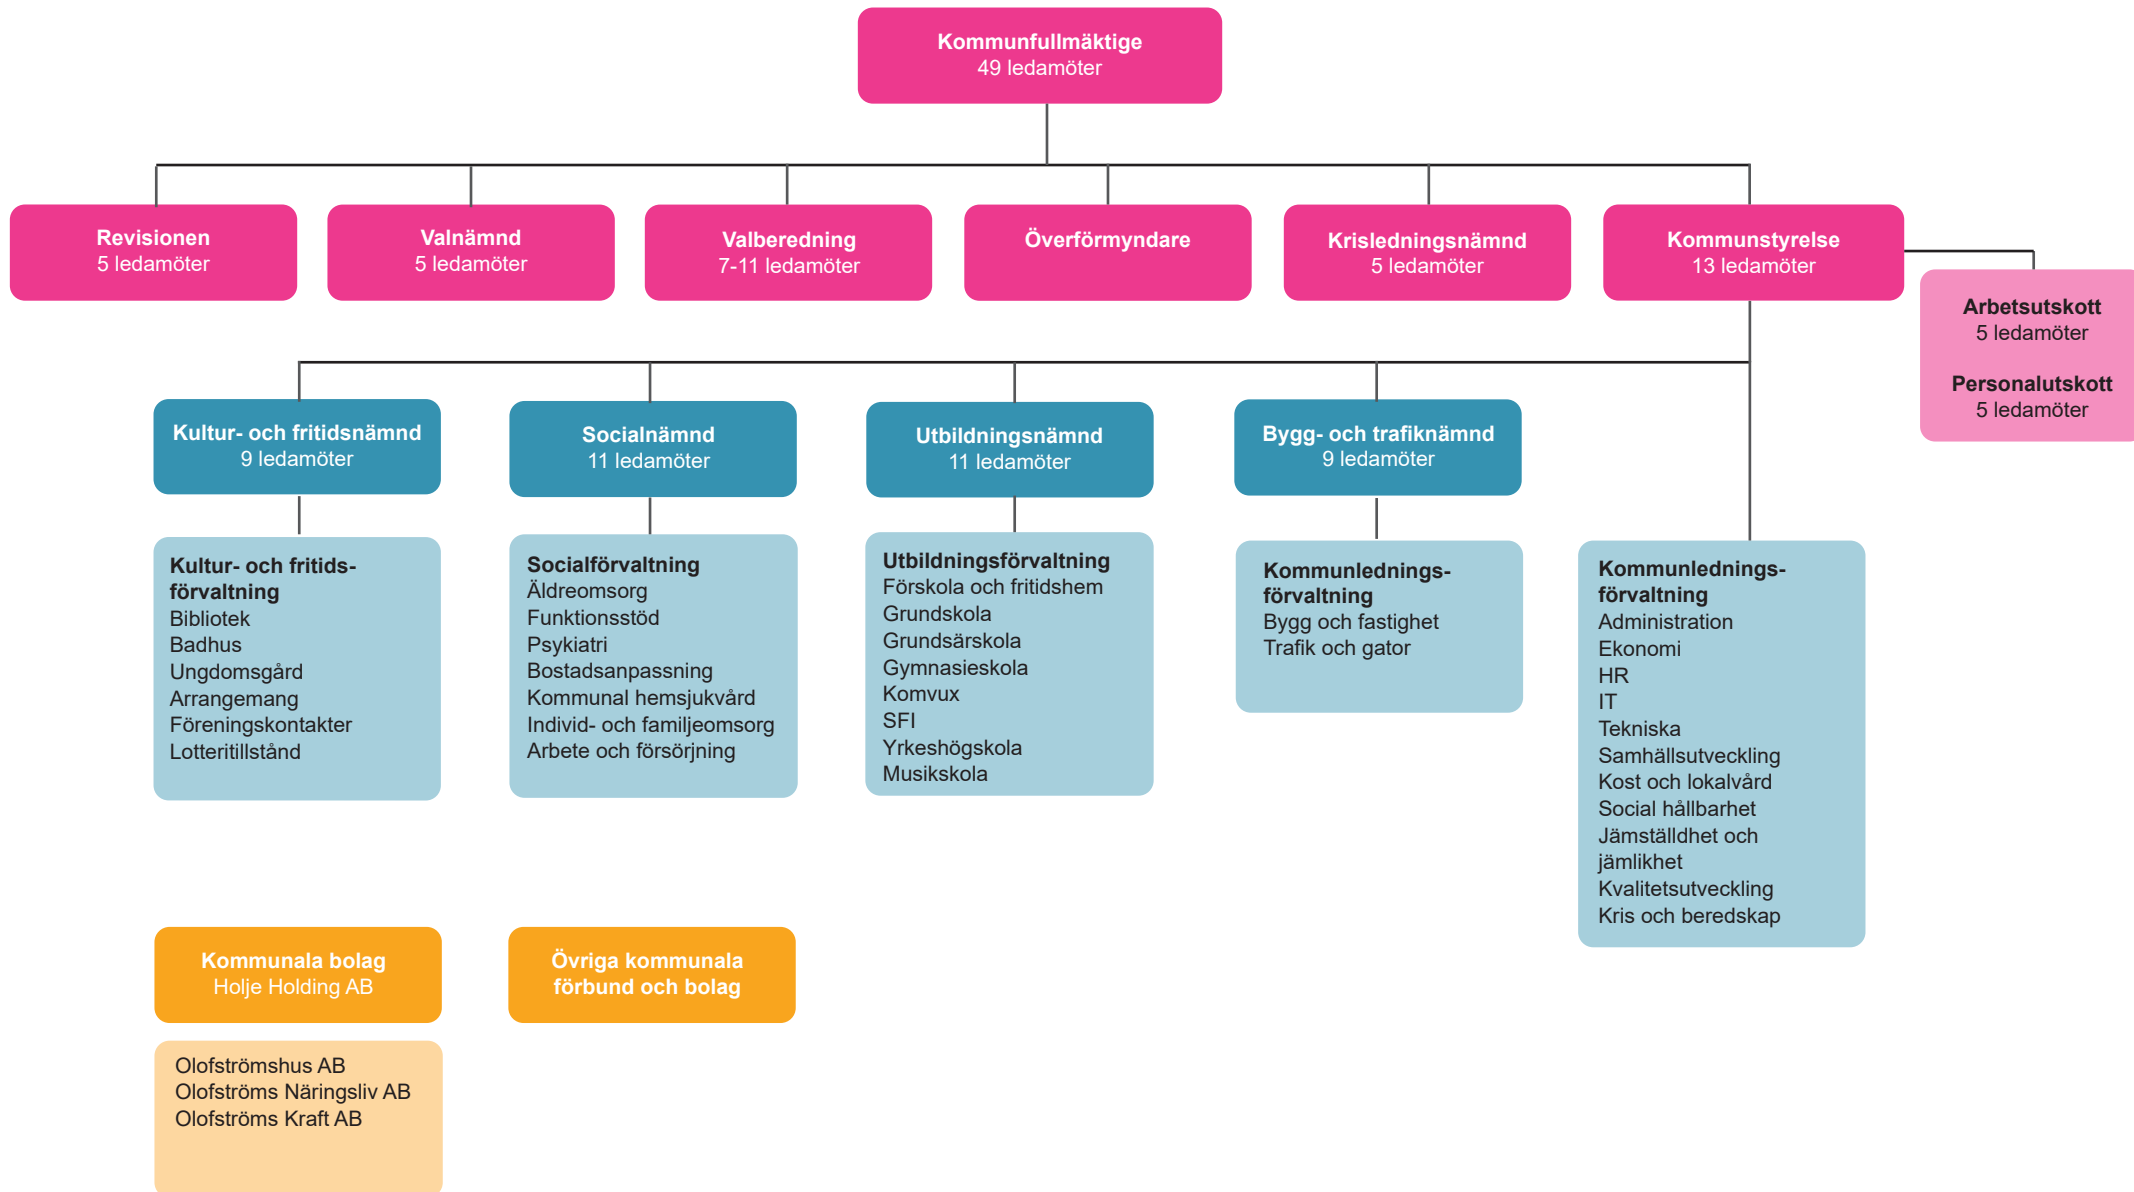 Kommunfullmäktige
49 ledamöter
Revisionen
5 ledamöter
Valnämnd
5 ledamöter
Valberedning
7-11 ledamöter
Överförmyndare
Krisledningsnämnd
5 ledamöter
Kommunstyrelse
13 ledamöter
Arbetsutskott
5 ledamöter
Personalutskott
5 ledamöter
Kultur- och fritidsnämnd
9 ledamöter
Socialnämnd
11 ledamöter
Utbildningsnämnd
11 ledamöter
Bygg- och trafiknämnd
9 ledamöter
Kultur- och fritids-
förvaltning
Bibliotek
Badhus
Ungdomsgård
Arrangemang
Föreningskontakter
Lotteritillstånd
Socialförvaltning
Äldreomsorg
Funktionsstöd
Psykiatri
Bostadsanpassning
Kommunal hemsjukvård
Individ- och familjeomsorg
Arbete och försörjning
Utbildningsförvaltning
Förskola och fritidshem
Grundskola
Grundsärskola
Gymnasieskola
Komvux
SFI
Yrkeshögskola
Musikskola
Kommunlednings-
förvaltning
Bygg och fastighet
Trafik och gator
Kommunlednings-
förvaltning
Administration
Ekonomi
HR
IT
Tekniska
Samhällsutveckling
Kost och lokalvård
Social hållbarhet
Jämställdhet och
jämlikhet
Kvalitetsutveckling
Kris och beredskap
Kommunala bolag
Holje Holding AB
Övriga kommunala
förbund och bolag
Olofströmshus AB
Olofströms Näringsliv AB
Olofströms Kraft AB